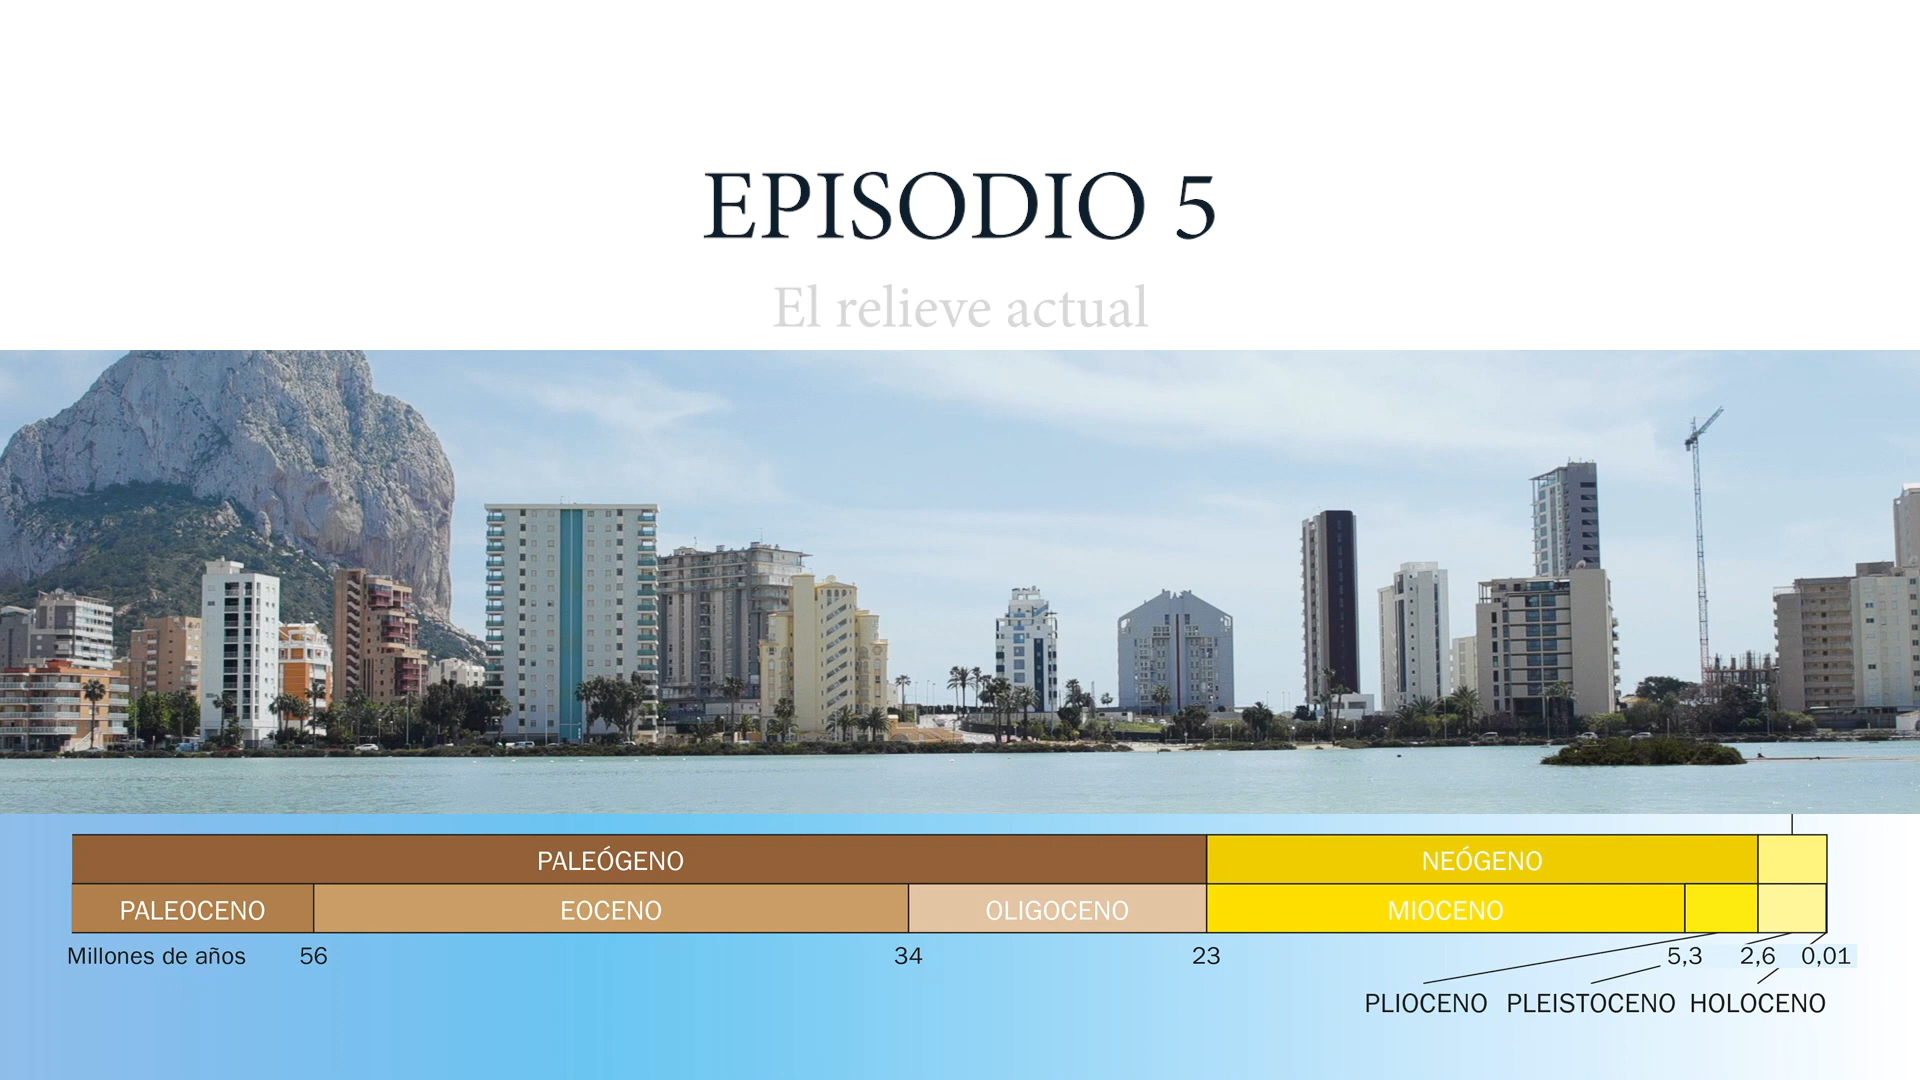 EPISODIO 5
El relieve actual
PALEÓGENO NEÓGENO
PALEOCENO EOCENO OLIGOCENO MIOCENO
Millones de años 56 34 23 5,3 2,6 0,01
PLIOCENO PLEISTOCENO HOLOCENO